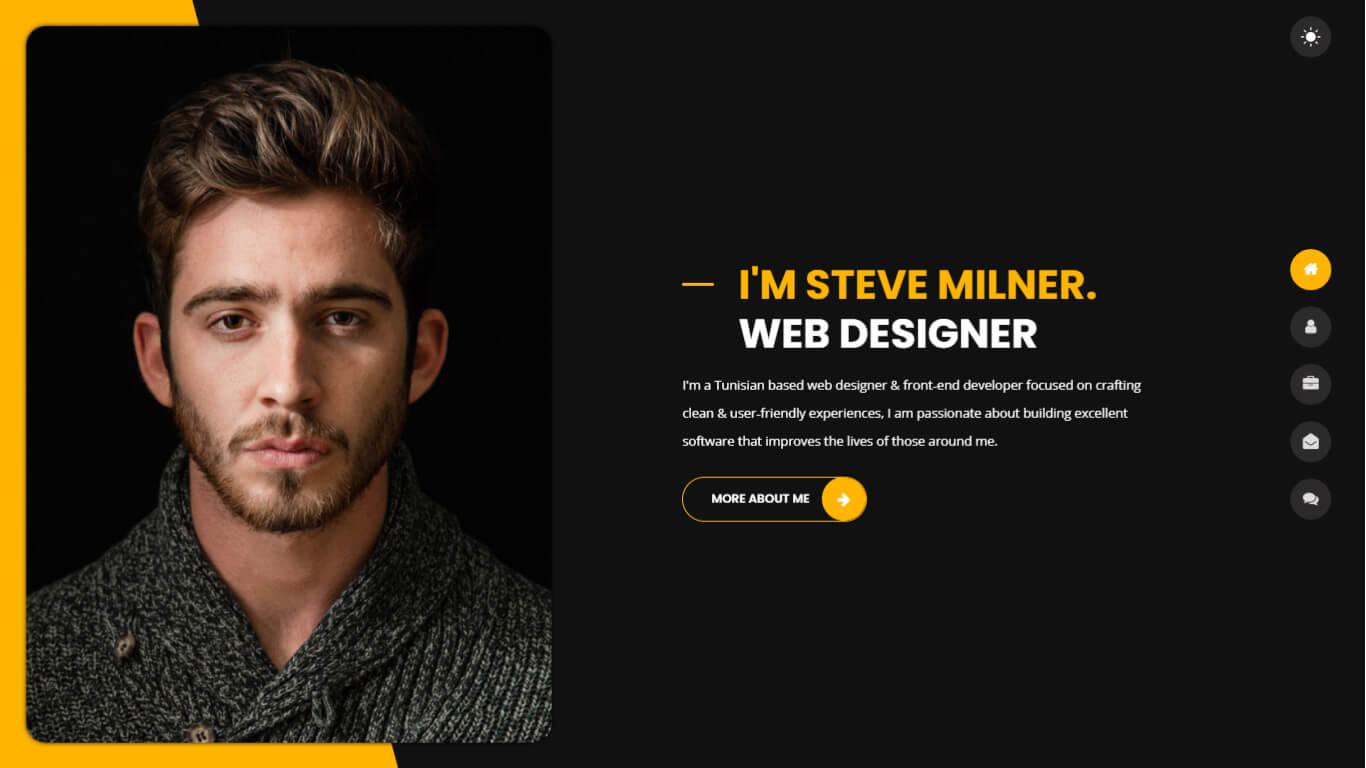 I'M STEVE MILNER.
WEB DESIGNER
I'm a Tunisian based web designer & front-end developer focused on crafting
clean & user-friendly experiences, I am passionate about building excellent
software that improves the lives of those around me.
MORE ABOUT ME